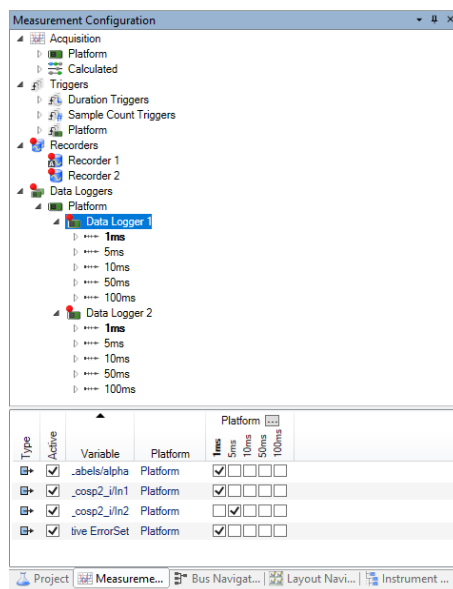 Measurement Configuration
Acquisition
Platform
Calculated
Triggers
Duration Triggers
Sample Count Triggers
Platform
Recorders
Recorder 1
Recorder 2
Data Loggers
Platform
Data Logger 1
1ms
5ms
10ms
50ms
100ms
Data Logger 2
1ms
5ms
10ms
50ms
100ms
Platform ...
Type Active Variable Platform 1ms 5ms 10ms 50ms 100ms
_abels/alpha Platform
_cosp2_i/In1 Platform
_cosp2_i/In2 Platform
tive ErrorSet Platform
Project Measureme... Bus Navigat... Layout Navi... Instrument ...